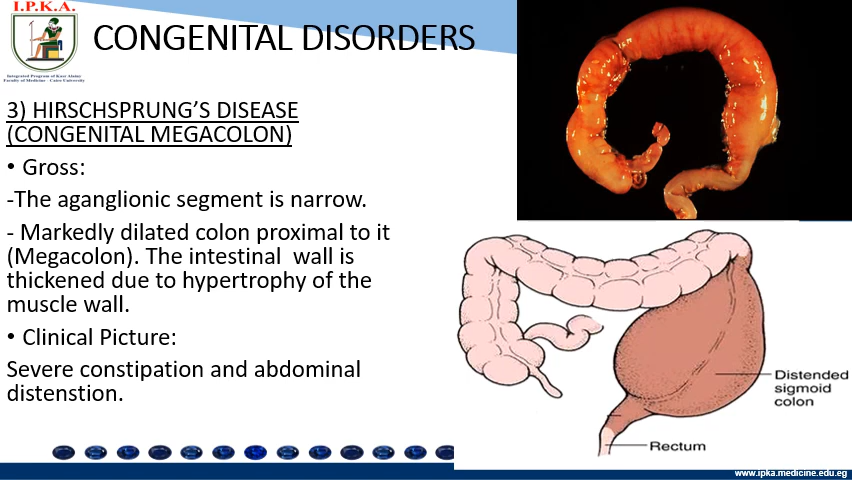 I.P.K.A.
Integrated Program of Kasr Alainy
Faculty of Medicine - Cairo University
CONGENITAL DISORDERS
3) HIRSCHSPRUNG’S DISEASE
(CONGENITAL MEGACOLON)
• Gross:
-The aganglionic segment is narrow.
- Markedly dilated colon proximal to it
(Megacolon). The intestinal wall is
thickened due to hypertrophy of the
muscle wall.
• Clinical Picture:
Severe constipation and abdominal
distenstion.
Distended
sigmoid
colon
Rectum
www.ipka.medicine.edu.eg